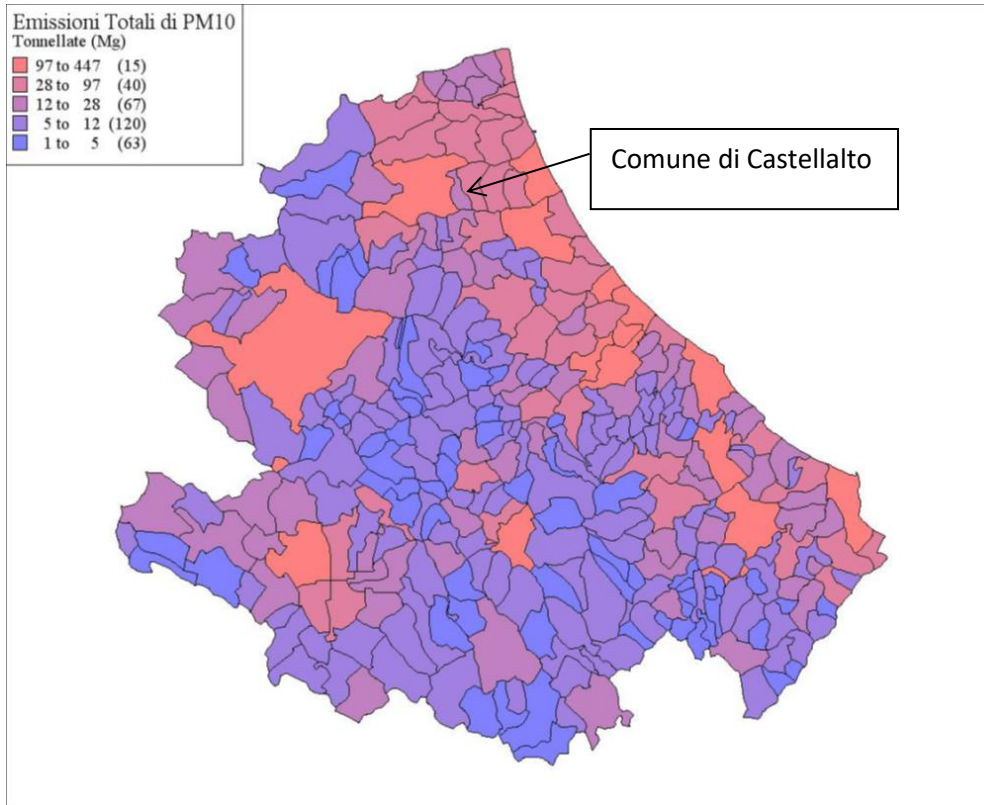 Emissioni Totali di PM10
Tonnellate (Mg)
97 to 447 (15)
28 to 97 (40)
12 to 28 (67)
5 to 12 (120)
1 to 5 (63)
Comune di Castellalto